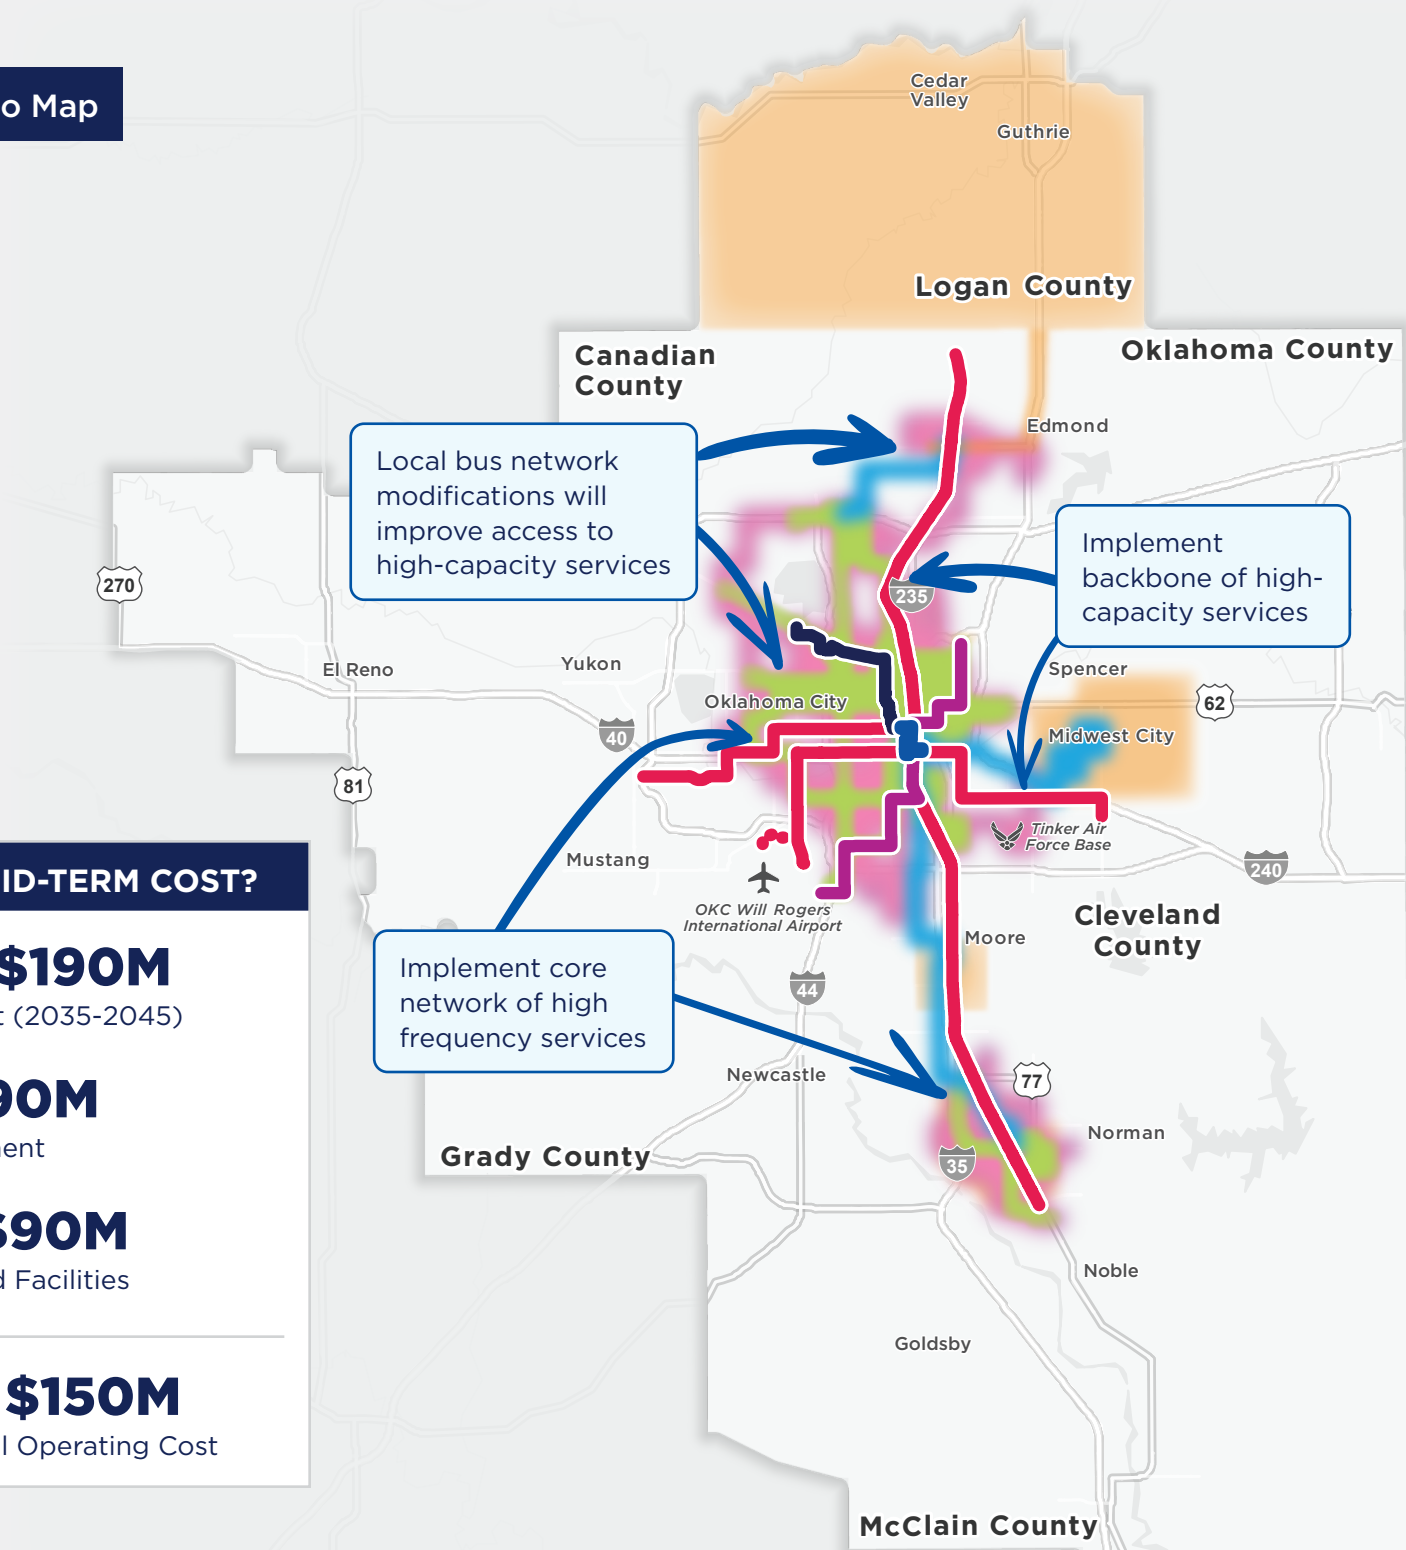 o Map
Cedar
Valley
Guthrie
Logan County
Canadian
County
Oklahoma County
Edmond
Local bus network
modifications will
improve access to
high-capacity services
Implement
backbone of high-
capacity services
270
235
El Reno
Yukon
Spencer
Oklahoma City
62
40
Midwest City
81
Tinker Air
Force Base
Mustang
240
OKC Will Rogers
International Airport
Cleveland
County
Moore
Implement core
network of high
frequency services
44
Newcastle
77
Norman
Grady County
35
Noble
Goldsby
McClain County
ID-TERM COST?
$190M
t (2035-2045)
90M
ent
$90M
d Facilities
$150M
l Operating Cost